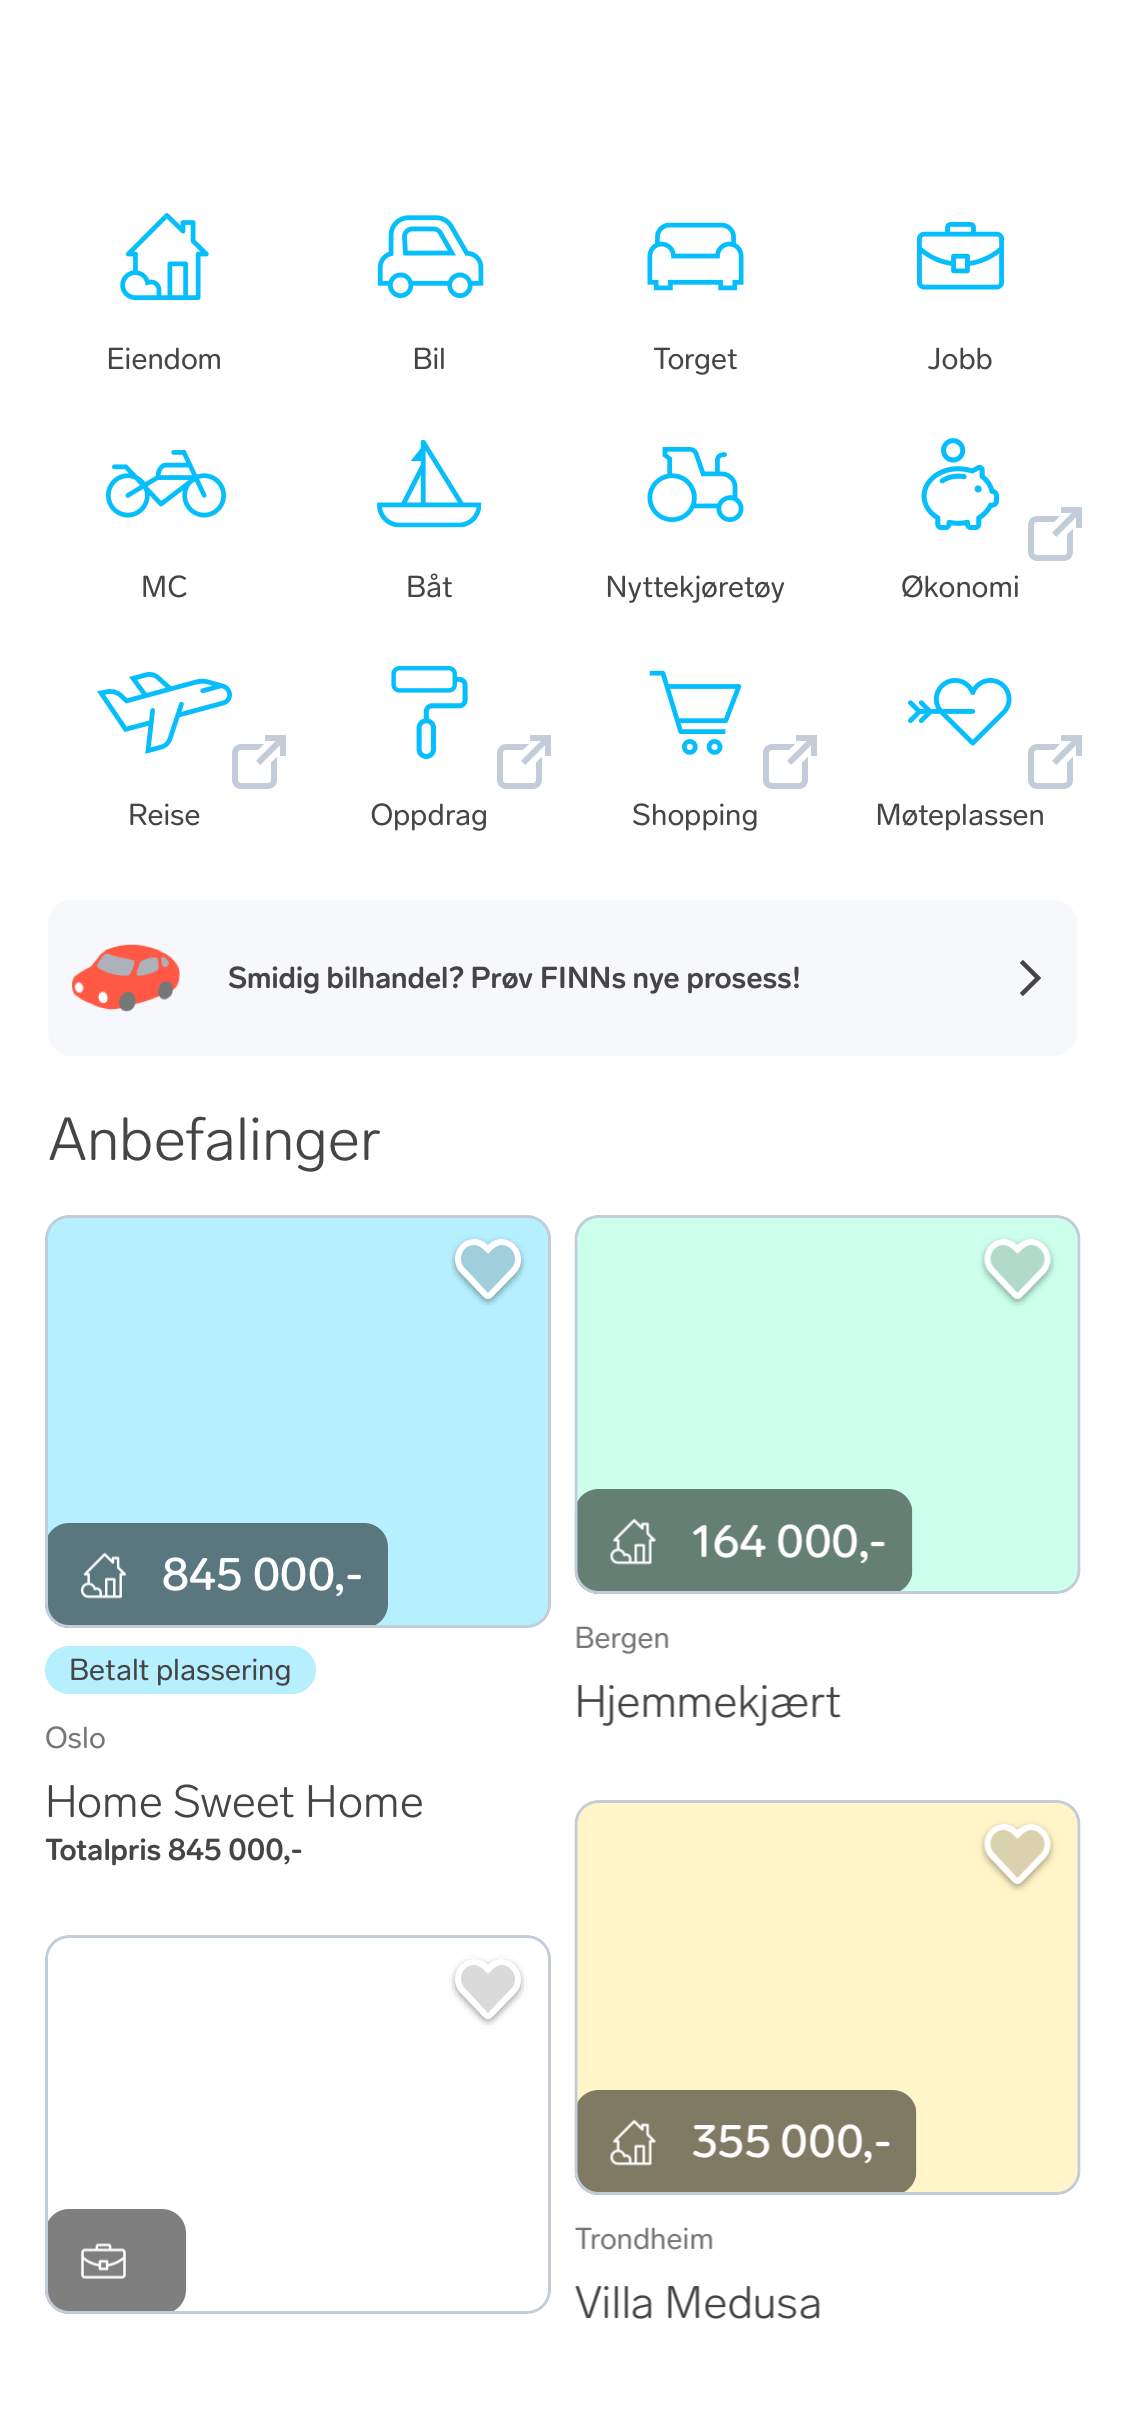 Eiendom
Bil
Torget
Jobb
MC
Båt
Nyttekjøretøy
Økonomi
Reise
Oppdrag
Shopping
Møteplassen
Smidig bilhandel? Prøv FINNs nye prosess!
Anbefalinger
845 000,-
Betalt plassering
Oslo
Home Sweet Home
Totalpris 845 000,-
164 000,-
Bergen
Hjemmekjært
355 000,-
Trondheim
Villa Medusa